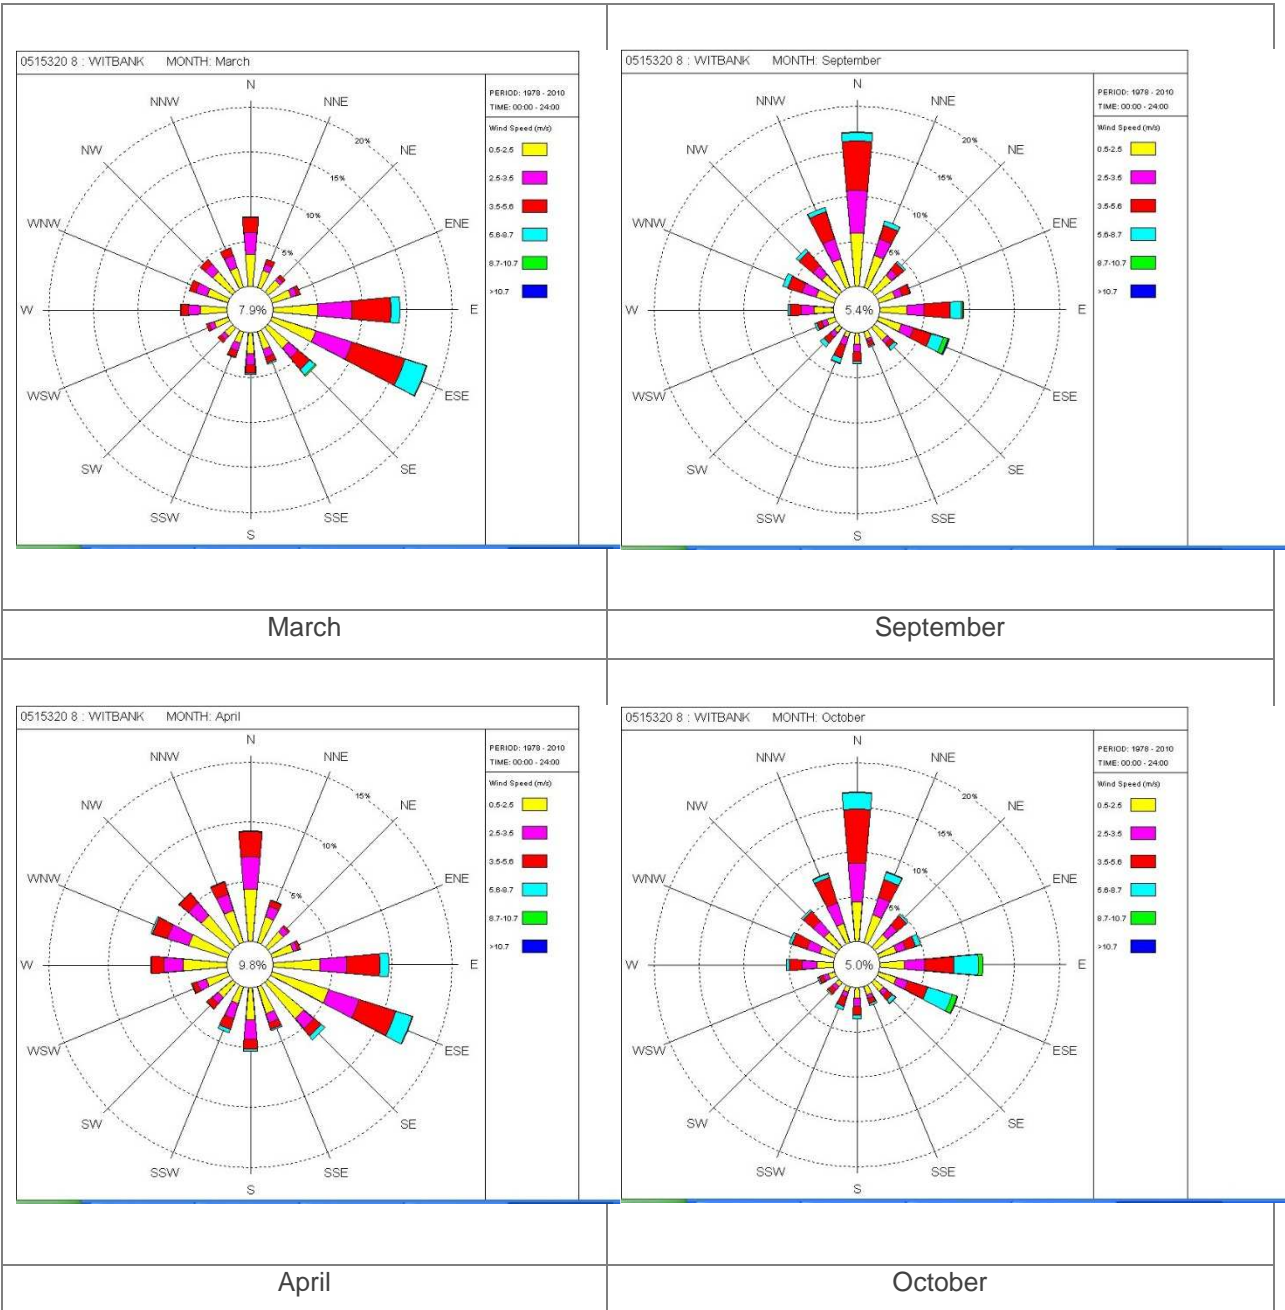 0515320 8 : WITBANK MONTH: March
N
NNE
NE
ENE
E
ESE
SE
SSE
S
SSW
SW
WSW
W
WNW
NW
NNW
20%
15%
10%
5%
7.9%
PERIOD: 1978 - 2010
TIME: 00:00 - 24:00
Wind Speed (m/s)
0.5-2.5
2.5-3.5
3.5-5.6
5.6-8.7
8.7-10.7
>10.7
0515320 8 : WITBANK MONTH: September
N
NNE
NE
ENE
E
ESE
SE
SSE
S
SSW
SW
WSW
W
WNW
NW
NNW
20%
15%
10%
5%
5.4%
PERIOD: 1978 - 2010
TIME: 00:00 - 24:00
Wind Speed (m/s)
0.5-2.5
2.5-3.5
3.5-5.6
5.6-8.7
8.7-10.7
>10.7
March
September
0515320 8 : WITBANK MONTH: April
N
NNE
NE
ENE
E
ESE
SE
SSE
S
SSW
SW
WSW
W
WNW
NW
NNW
15%
10%
5%
9.8%
PERIOD: 1978 - 2010
TIME: 00:00 - 24:00
Wind Speed (m/s)
0.5-2.5
2.5-3.5
3.5-5.6
5.6-8.7
8.7-10.7
>10.7
0515320 8 : WITBANK MONTH: October
N
NNE
NE
ENE
E
ESE
SE
SSE
S
SSW
SW
WSW
W
WNW
NW
NNW
20%
15%
10%
5%
5.0%
PERIOD: 1978 - 2010
TIME: 00:00 - 24:00
Wind Speed (m/s)
0.5-2.5
2.5-3.5
3.5-5.6
5.6-8.7
8.7-10.7
>10.7
April
October